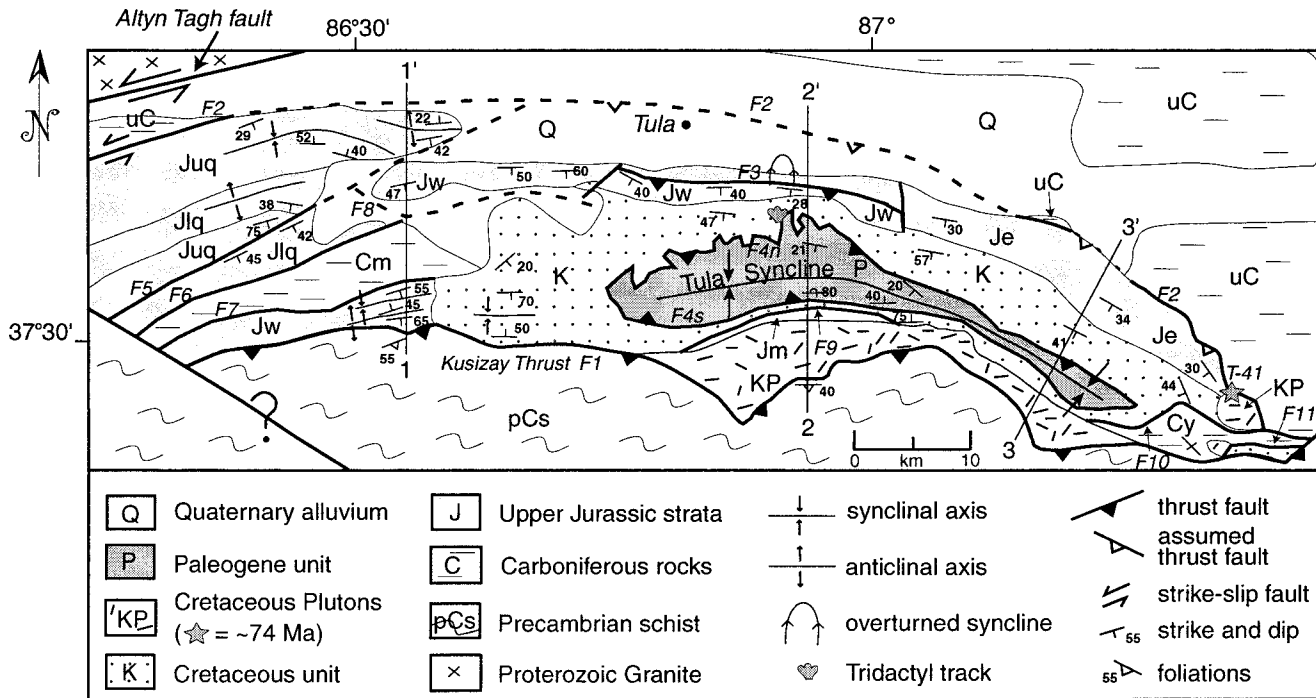 Altyn Tagh fault
86°30'
87°
N
1'
2'
3'
F2
F2
uC
Q
Tula
Q
uC
29
52
22
42
40
Juq
Jw
47
50
60
F3
Jw
40
40
28
Jw
uC
38
75
42
F8
Jlq
Juq
45
Jlq
Cm
K
20
47
F4n
21
P
Tula Syncline
30
57
K
Je
3'
uC
F2
F5
F6
F7
55
45
65
55
Jw
70
50
F4s
80
40
20
75
41
34
Je
37°30'
Kusizay Thrust F1
Jm
F9
KP
40
30
44
T-41
KP
F11
Cy
F10
?
pCs
1
2
3
0 km 10
Q Quaternary alluvium
P Paleogene unit
KP Cretaceous Plutons
(☆ = ~74 Ma)
K Cretaceous unit
J Upper Jurassic strata
C Carboniferous rocks
pCs Precambrian schist
× Proterozoic Granite
synclinal axis
anticlinal axis
overturned syncline
Tridactyl track
thrust fault
assumed
thrust fault
strike-slip fault
55 strike and dip
55 foliations